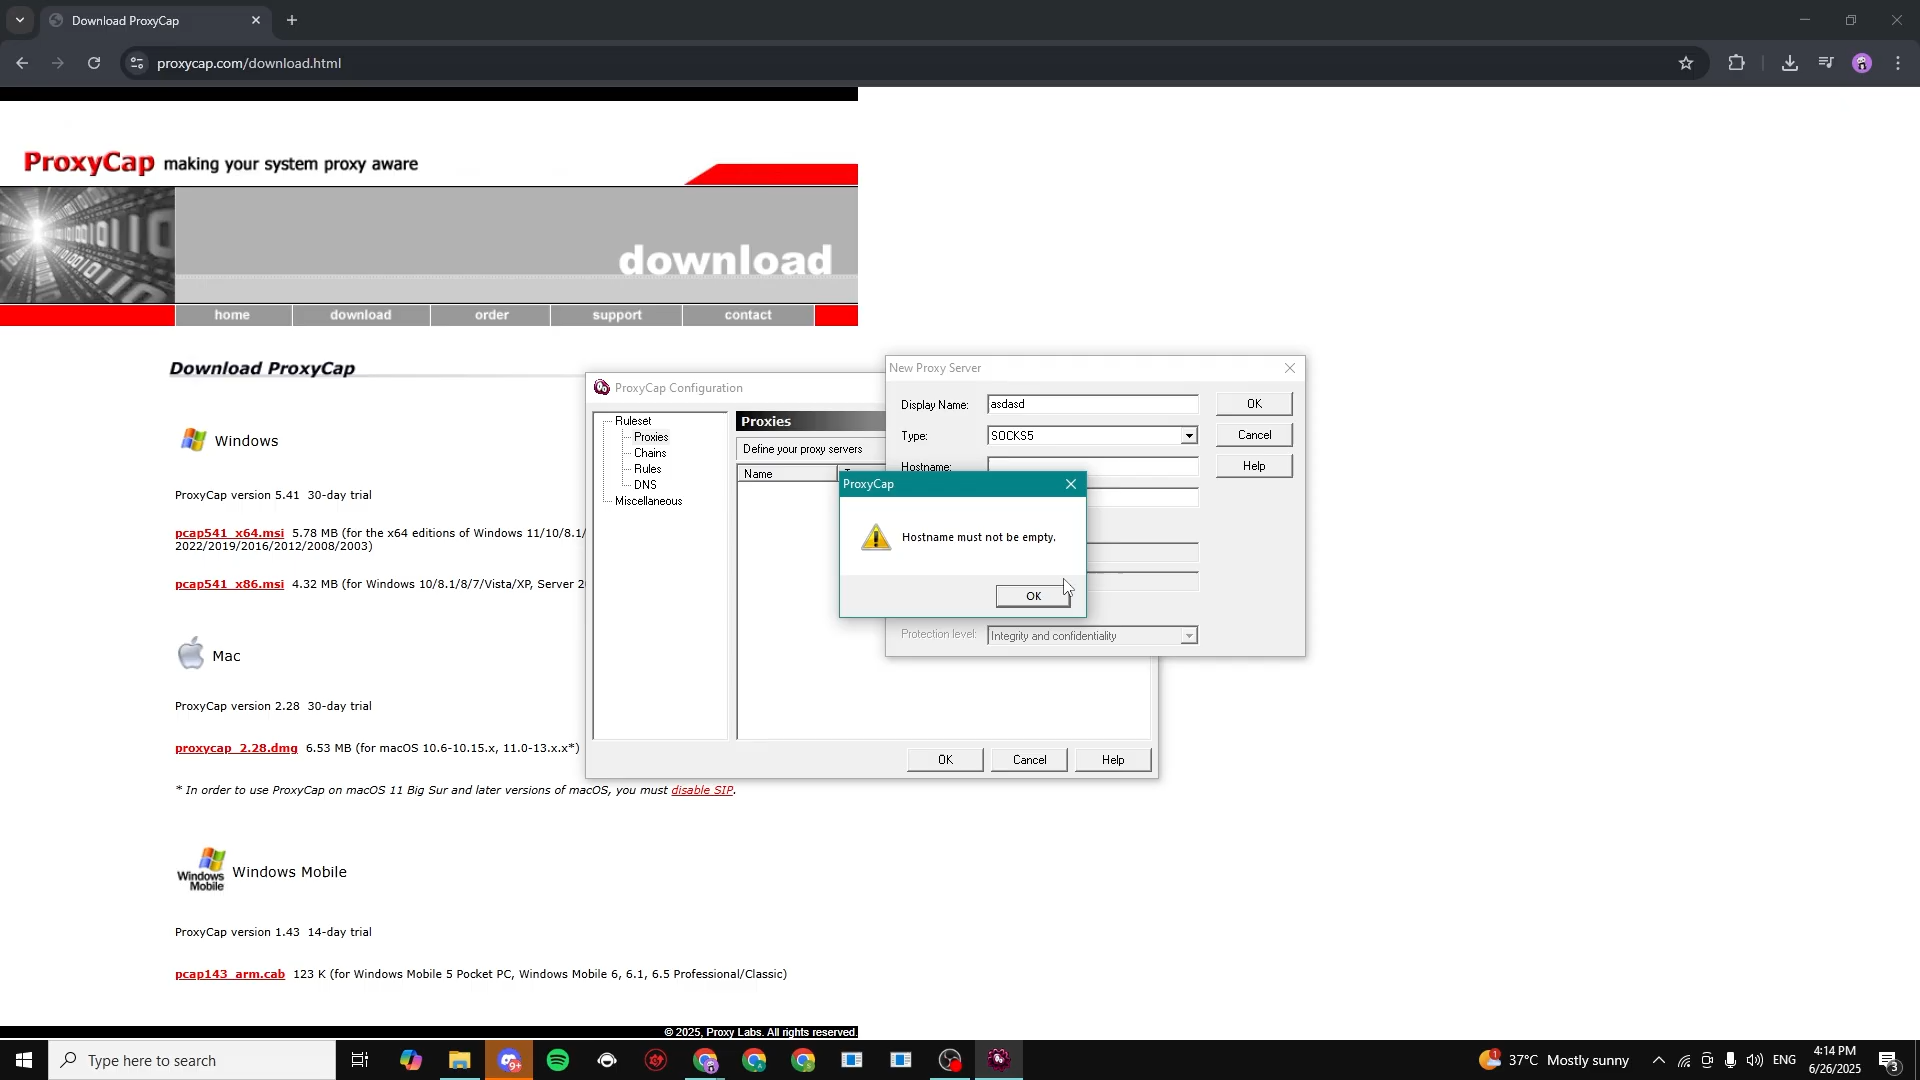 Download ProxyCap
proxycap.com/download.html
ProxyCap making your system proxy aware
download
home
download
order
support
contact
Download ProxyCap
Windows
ProxyCap version 5.41 30-day trial
pcap541_x64.msi 5.78 MB (for the x64 editions of Windows 11/10/8.1/
2022/2019/2016/2012/2008/2003)
pcap541_x86.msi 4.32 MB (for Windows 10/8.1/8/7/Vista/XP, Server 2
Mac
ProxyCap version 2.28 30-day trial
proxycap_2.28.dmg 6.53 MB (for macOS 10.6-10.15.x, 11.0-13.x.x*)
* In order to use ProxyCap on macOS 11 Big Sur and later versions of macOS, you must disable SIP.
Windows Mobile
Windows Mobile
ProxyCap version 1.43 14-day trial
pcap143_arm.cab 123 K (for Windows Mobile 5 Pocket PC, Windows Mobile 6, 6.1, 6.5 Professional/Classic)
© 2025, Proxy Labs. All rights reserved.
ProxyCap Configuration
Ruleset
Proxies
Chains
Rules
DNS
Miscellaneous
Proxies
Define your proxy servers
Name
OK
Cancel
Help
New Proxy Server
Display Name:
asdasd
OK
Type:
SOCKS5
Cancel
Hostname:
Help
Protection level:
Integrity and confidentiality
ProxyCap
Hostname must not be empty.
OK
Type here to search
9+
1
37°C Mostly sunny
ENG
4:14 PM
6/26/2025
3